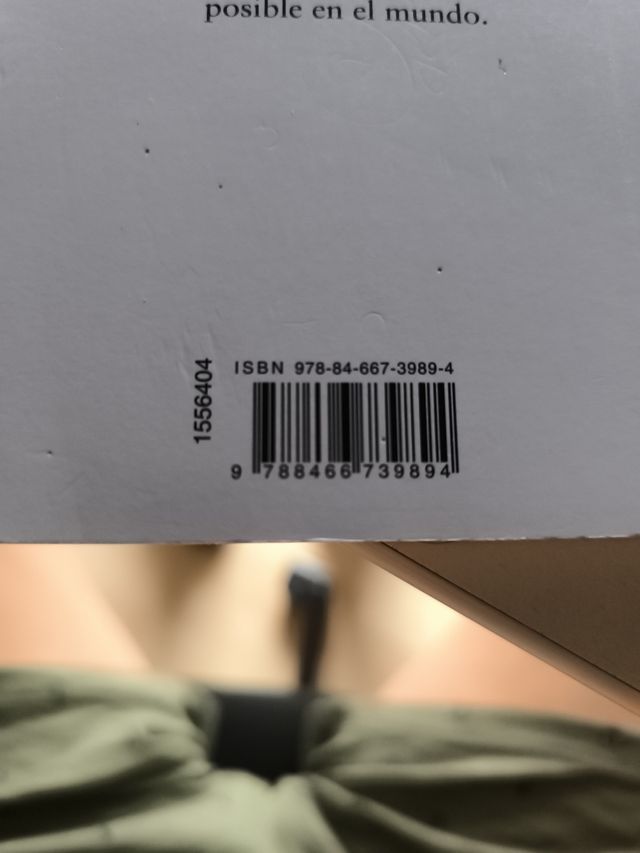 posible en el mundo.
1556404
ISBN 978-84-667-3989-4
9 788466 739894